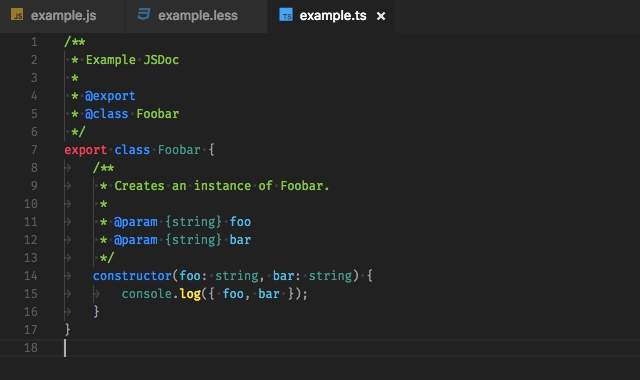 example.js example.less example.ts ×
1 /**
2  * Example JSDoc
3  *
4  * @export
5  * @class Foobar
6  */
7 export class Foobar {
8     /**
9      * Creates an instance of Foobar.
10      *
11      * @param {string} foo
12      * @param {string} bar
13      */
14     constructor(foo: string, bar: string) {
15         console.log({ foo, bar });
16     }
17 }
18